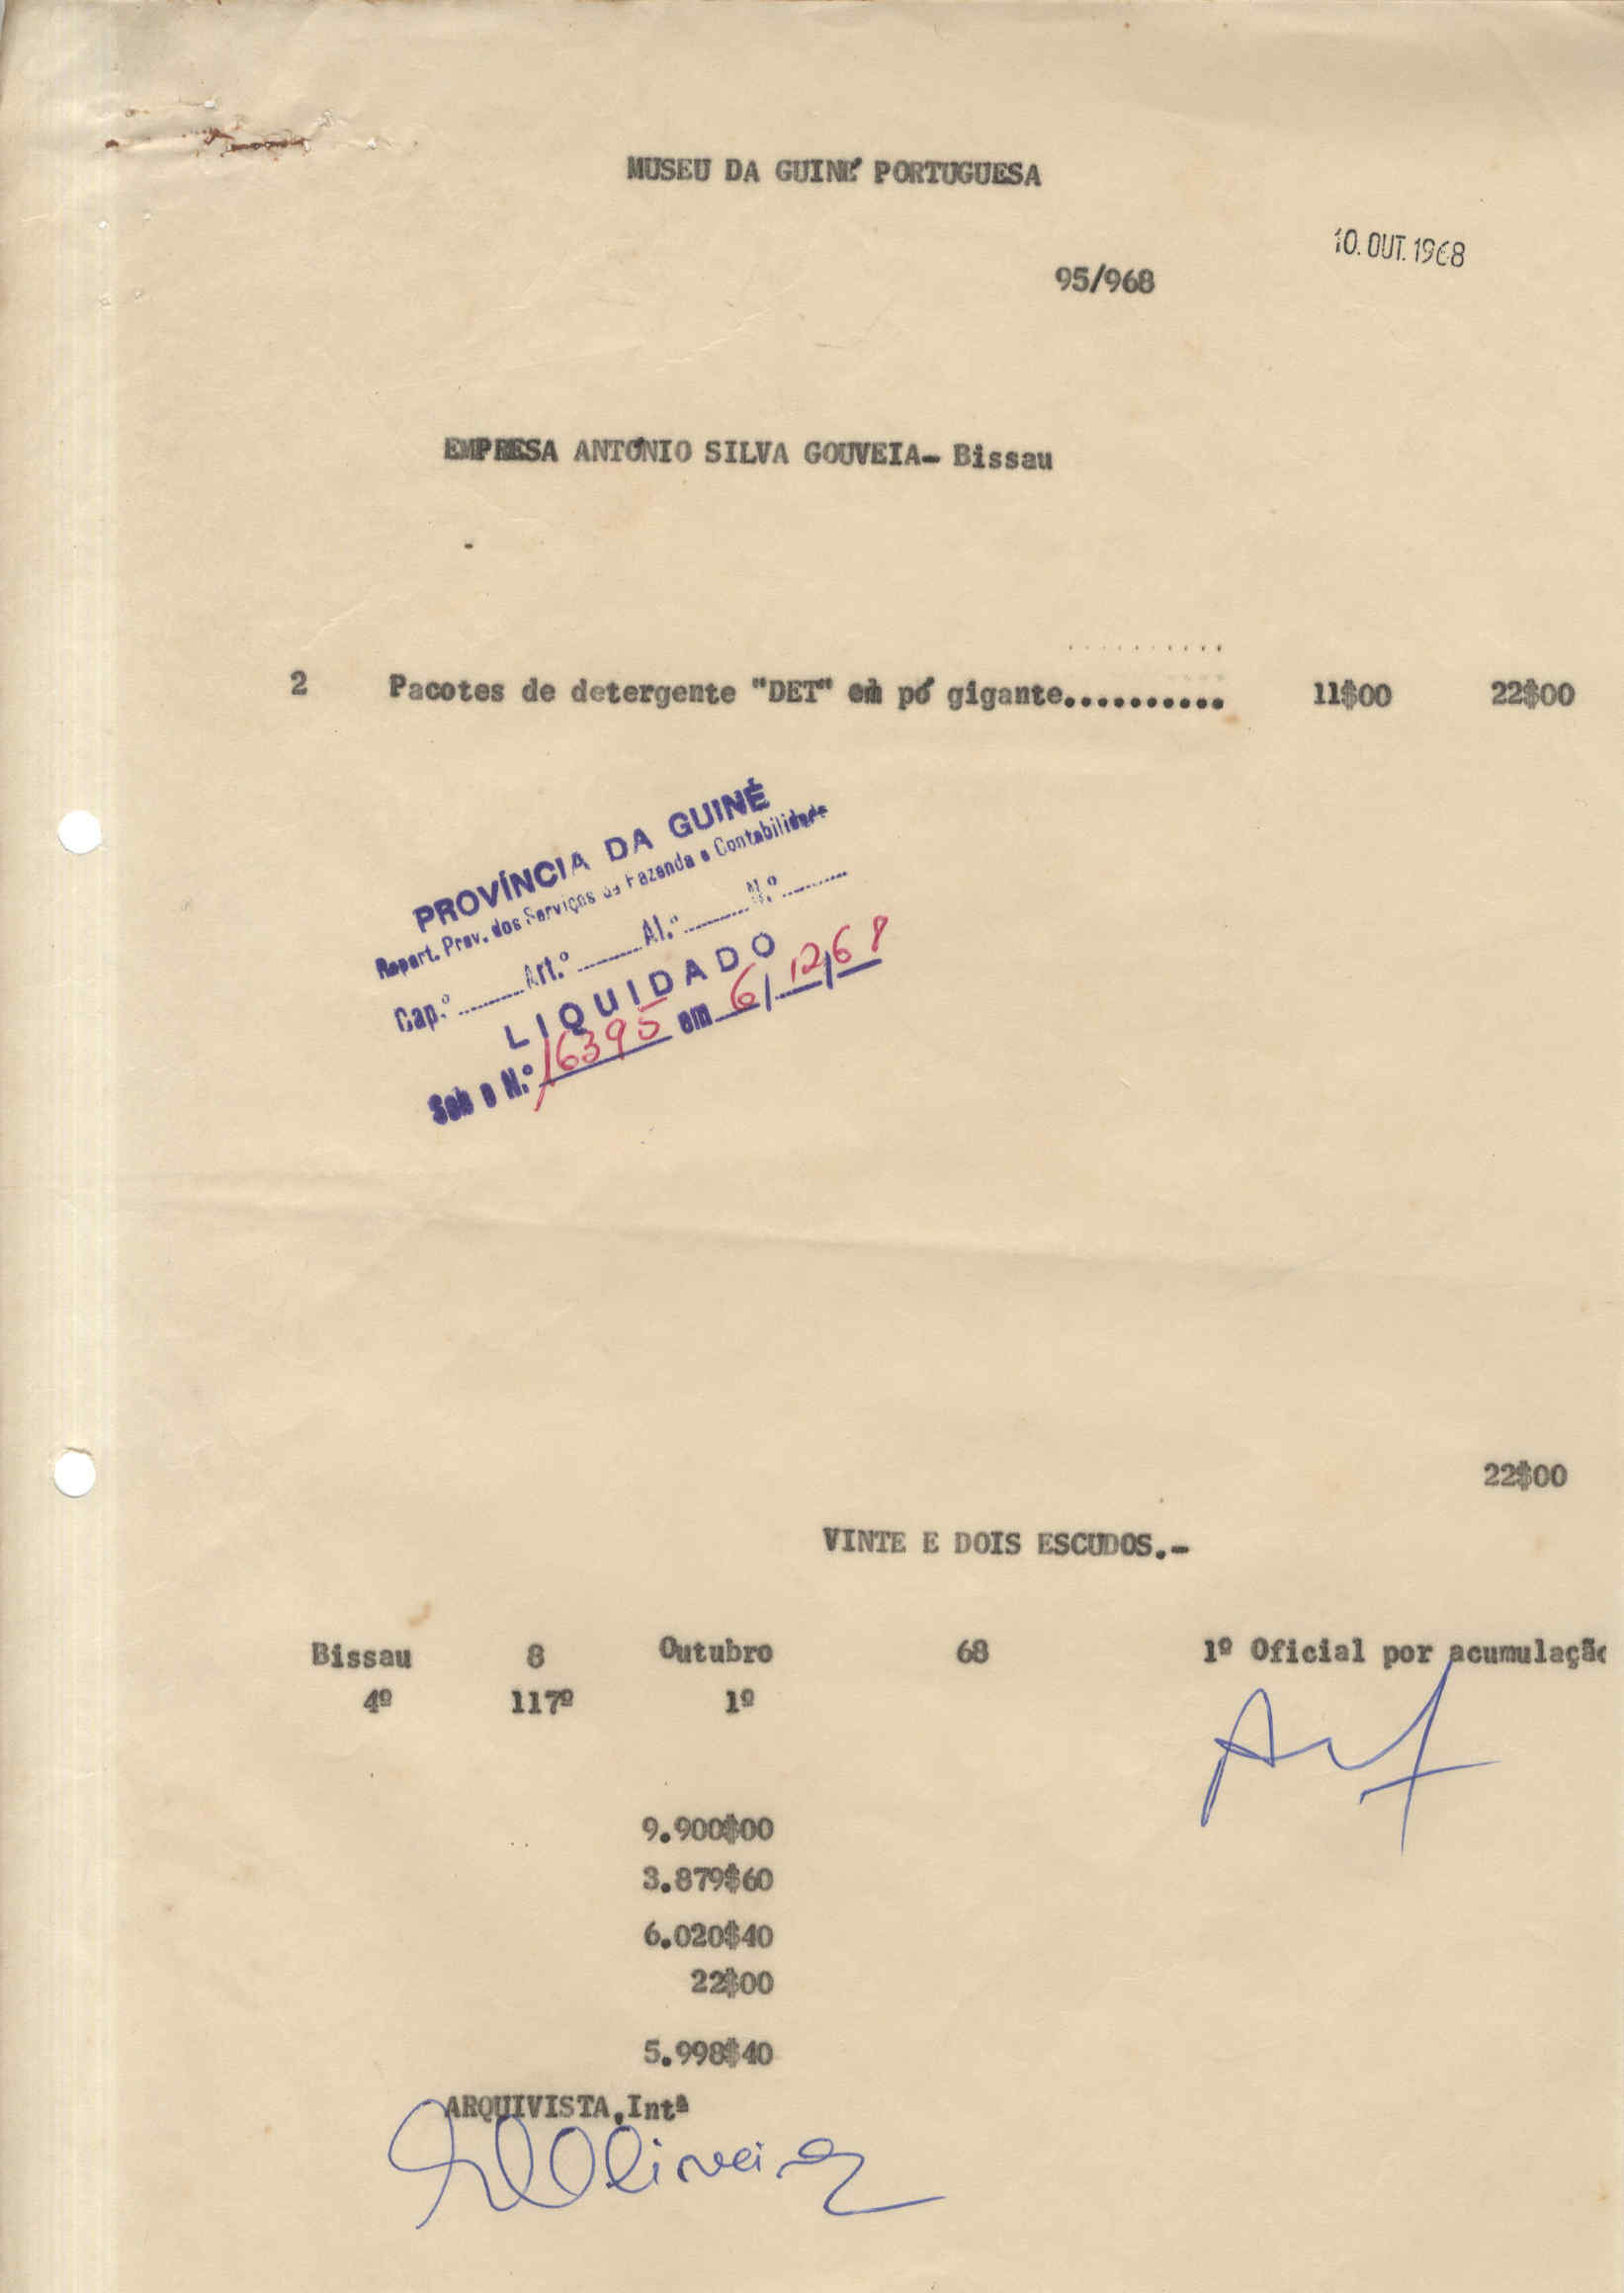 MUSEU DA GUINÉ PORTUGUESA
10. OUT. 1968
95/968
EMPRESA ANTÓNIO SILVA GOUVEIA- Bissau
2 Pacotes de detergente "DET" em pó gigante.......... 11$00 22$00
PROVÍNCIA DA GUINÉ
Repart. Prov. dos Serviços de Fazenda e Contabilidade
Cap.º Art.º Al.º N.º
LIQUIDADO
Sob o N.º 16395 em 6/12/68
22$00
VINTE E DOIS ESCUDOS.-
Bissau 8 Outubro 68 1º Oficial por acumulação
4º 117º 1º
9.900$00
3.879$60
6.020$40
22$00
5.998$40
ARQUIVISTA,Intª
Oliveira